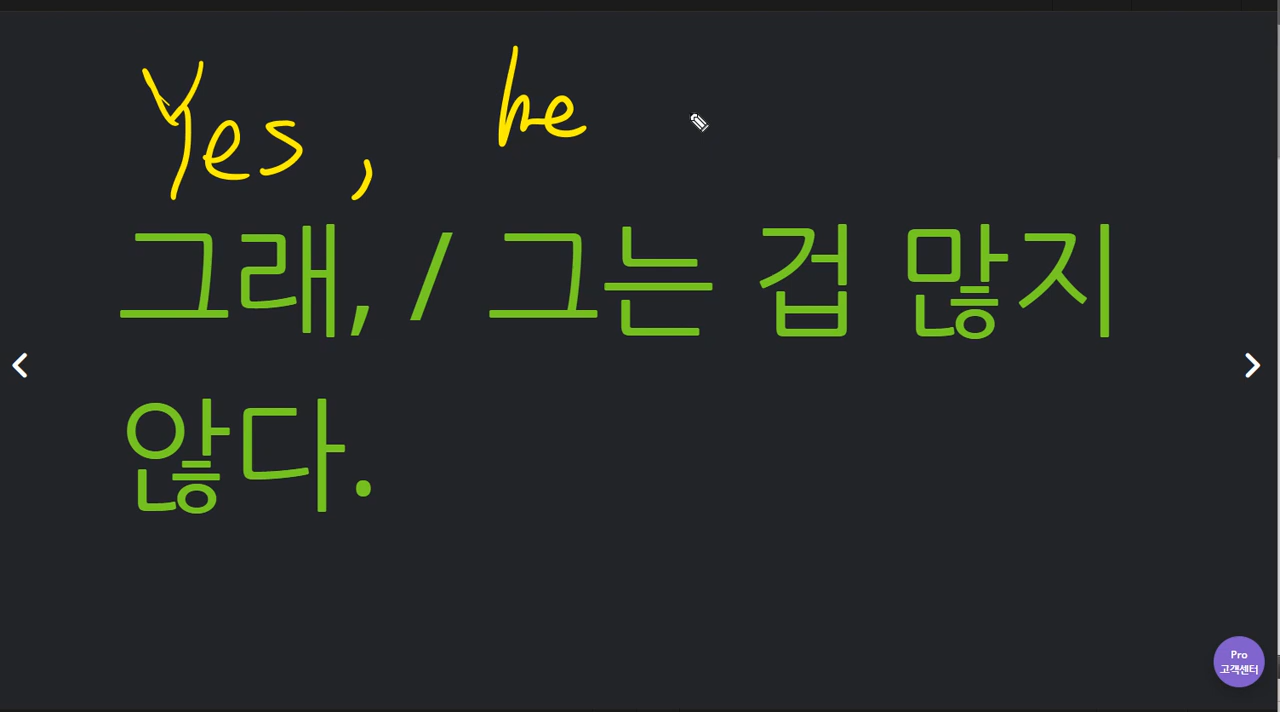 Yes, he
그래, / 그는 겁 많지
않다.
Pro
고객센터